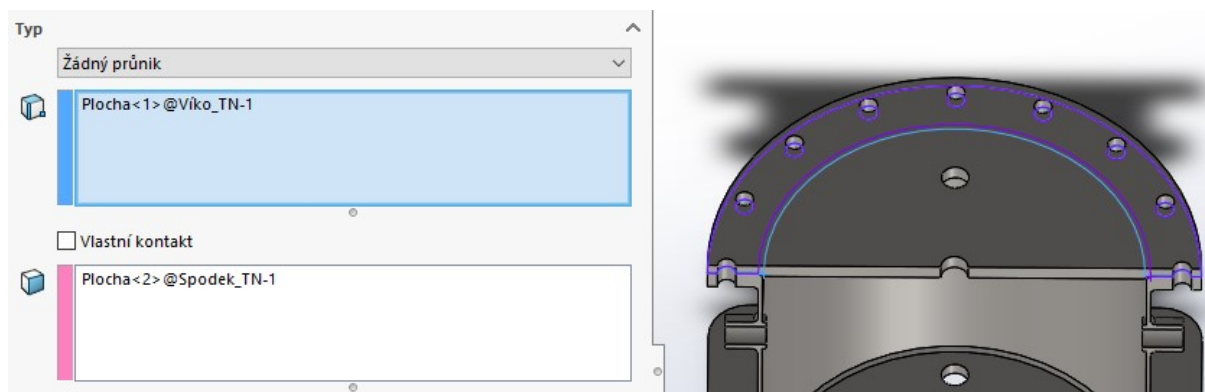 Typ
Žádný průnik
Plocha<1>@Víko_TN-1
Vlastní kontakt
Plocha<2>@Spodek_TN-1